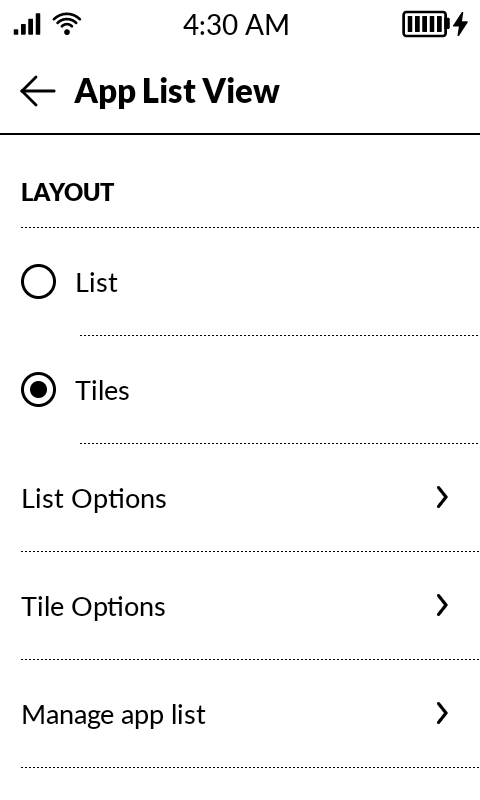 4:30 AM
App List View
LAYOUT
List
Tiles
List Options
Tile Options
Manage app list